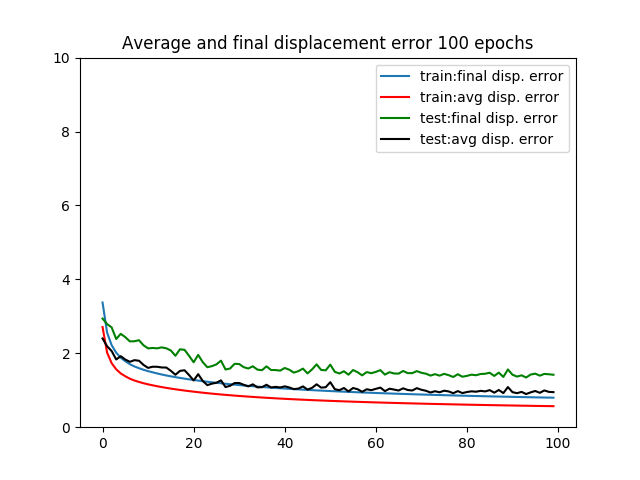 Average and final displacement error 100 epochs
train:final disp. error
train:avg disp. error
test:final disp. error
test:avg disp. error
10
8
6
4
2
0
0 20 40 60 80 100